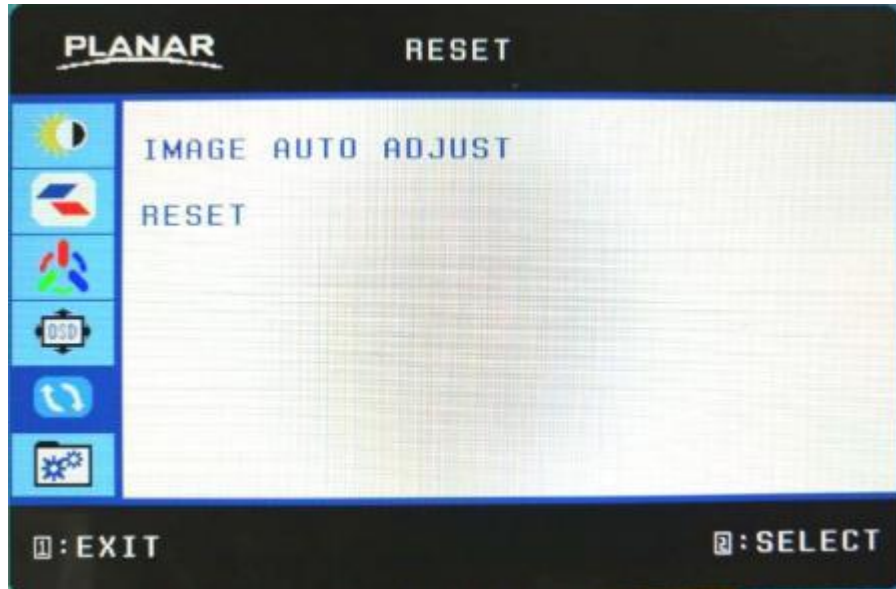 PLANAR
RESET
IMAGE AUTO ADJUST
RESET
OSD
1:EXIT
2:SELECT